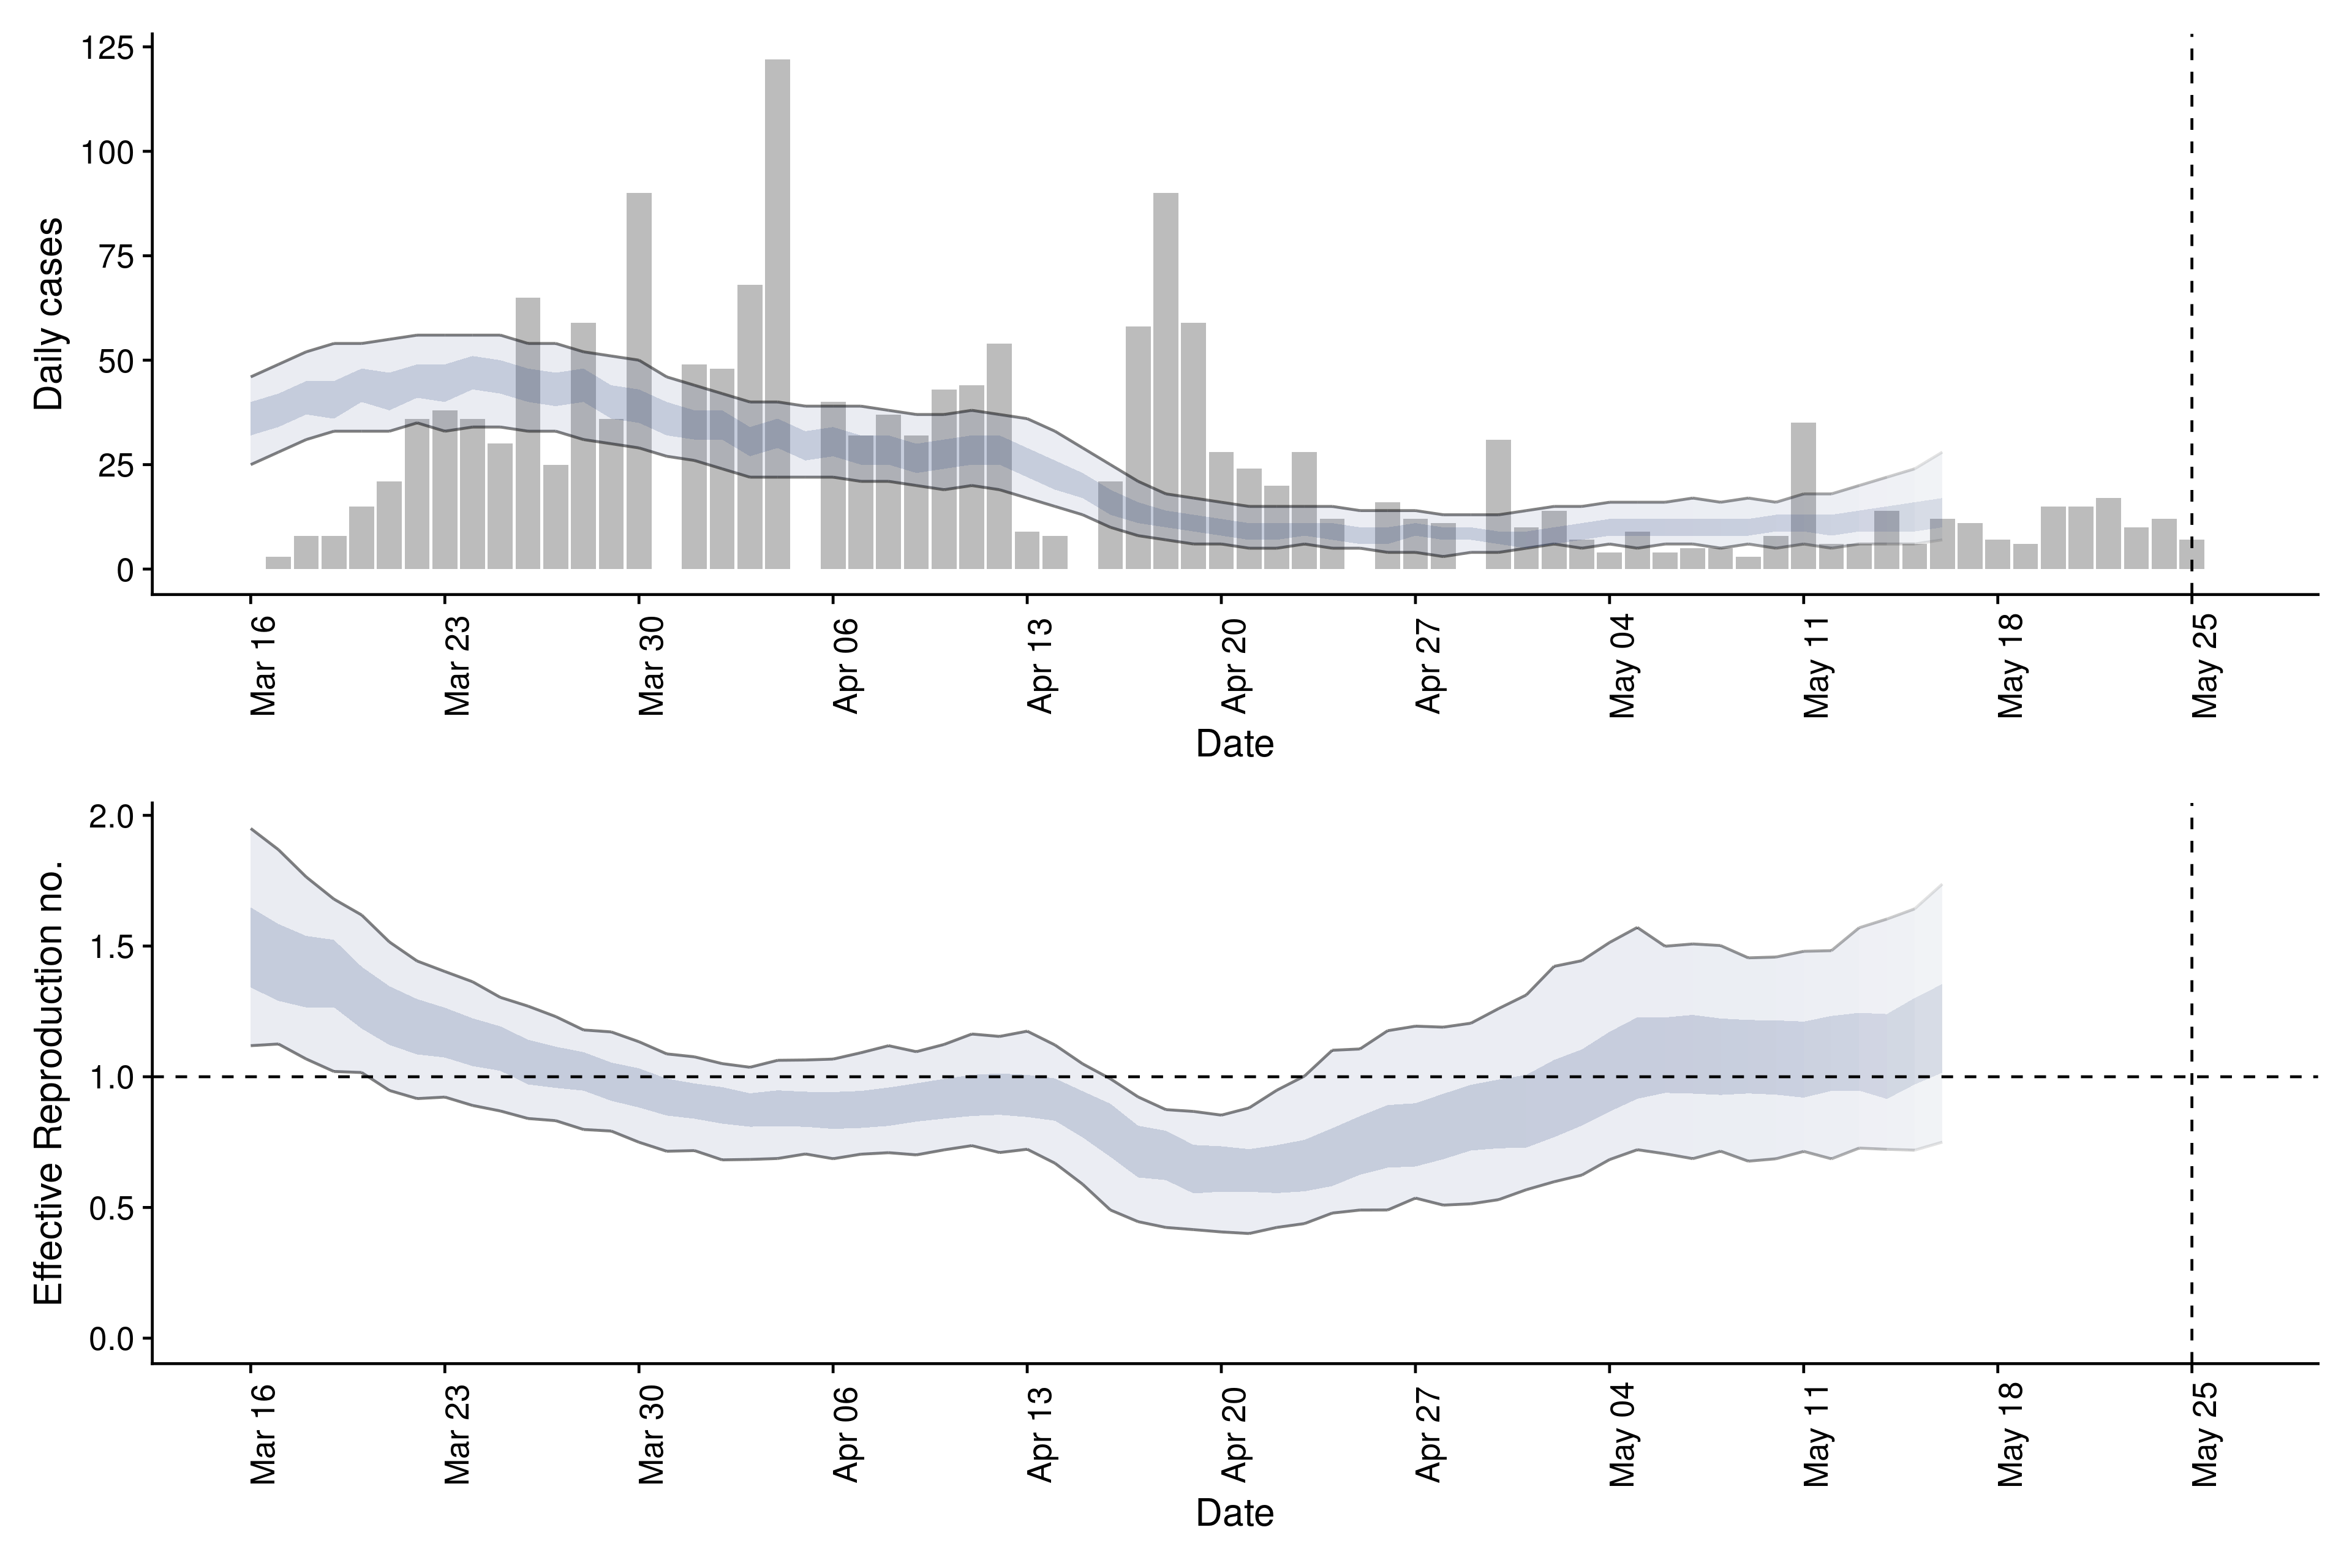 125
100
75
50
25
0
Daily cases
Mar 16
Mar 23
Mar 30
Apr 06
Apr 13
Apr 20
Apr 27
May 04
May 11
May 18
May 25
Date
2.0
1.5
1.0
0.5
0.0
Effective Reproduction no.
Mar 16
Mar 23
Mar 30
Apr 06
Apr 13
Apr 20
Apr 27
May 04
May 11
May 18
May 25
Date